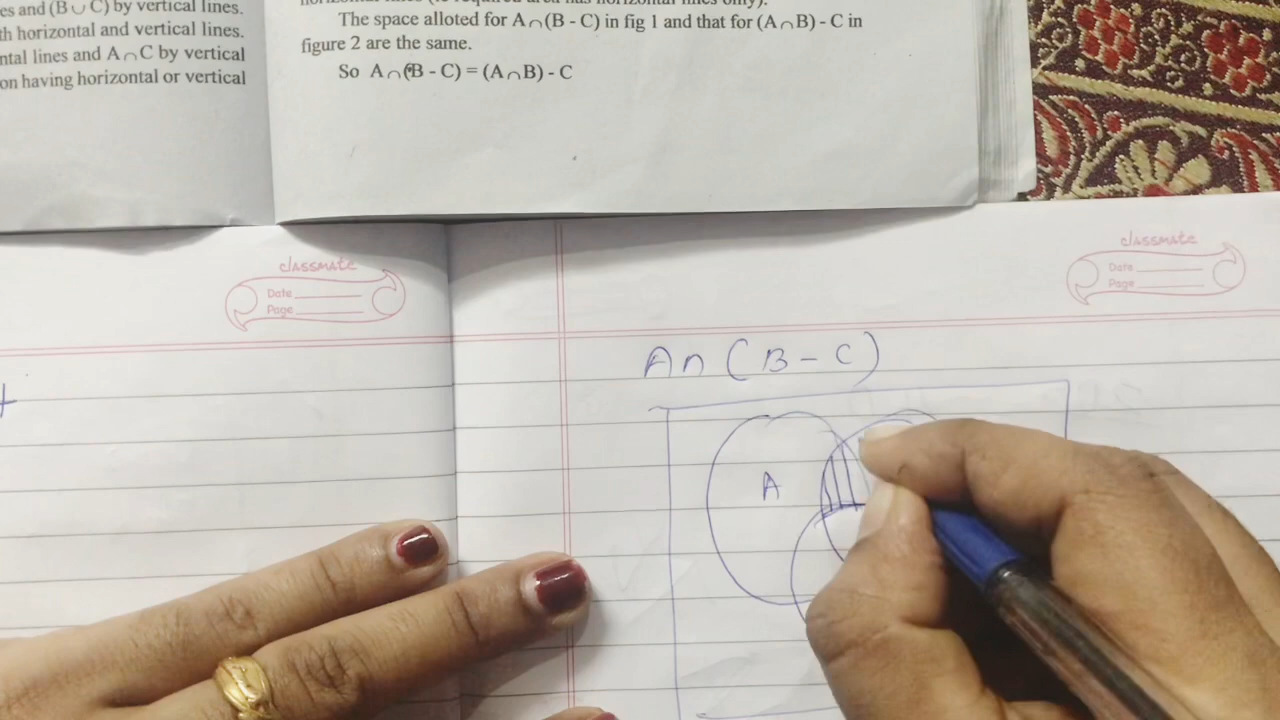 es and (B ∪ C) by vertical lines.
th horizontal and vertical lines.
ntal lines and A∩C by vertical
on having horizontal or vertical
The space alloted for A∩(B - C) in fig 1 and that for (A∩B) - C in
figure 2 are the same.
So A∩(B - C) = (A∩B) - C
classmate
Date
Page
classmate
Date
Page
A∩(B-C)
A